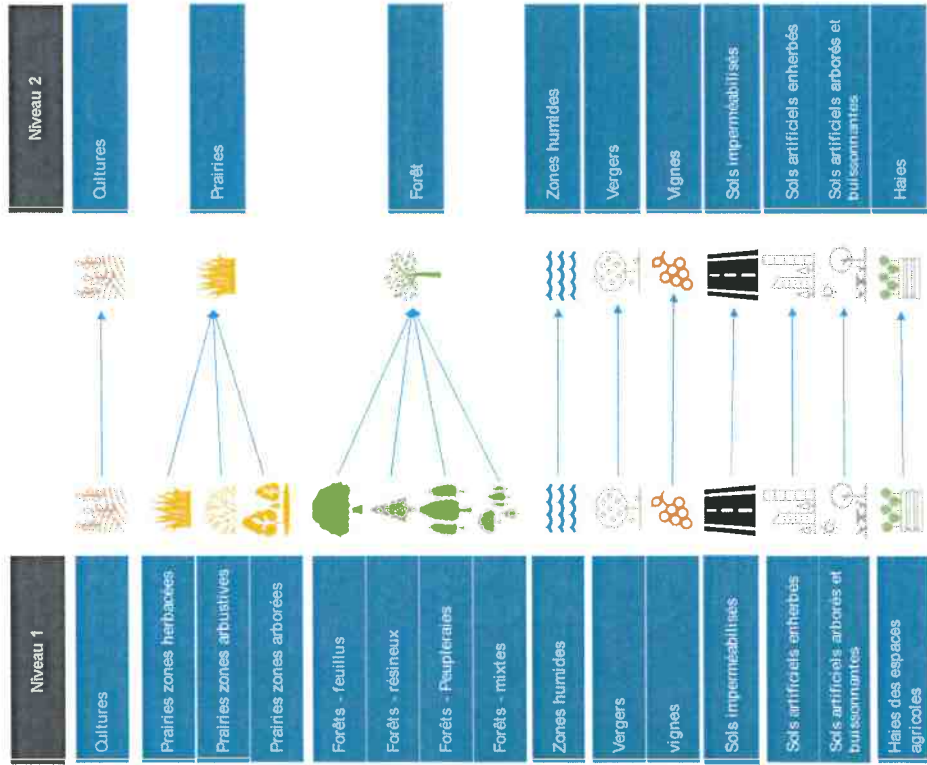 Niveau 1
Cultures
Prairies zones herbacées
Prairies zones arbustives
Prairies zones arborées
Forêts - feuillus
Forêts - résineux
Forêts - Peupleraies
Forêts - mixtes
Zones humides
Vergers
vignes
Sols imperméabilisés
Sols artificiels enherbés
Sols artificiels arborés et
buissonnantes
Haies des espaces
agricoles
Niveau 2
Cultures
Prairies
Forêt
Zones humides
Vergers
Vignes
Sols imperméabilisés
Sols artificiels enherbés
Sols artificiels arborés et
buissonnantes
Haies